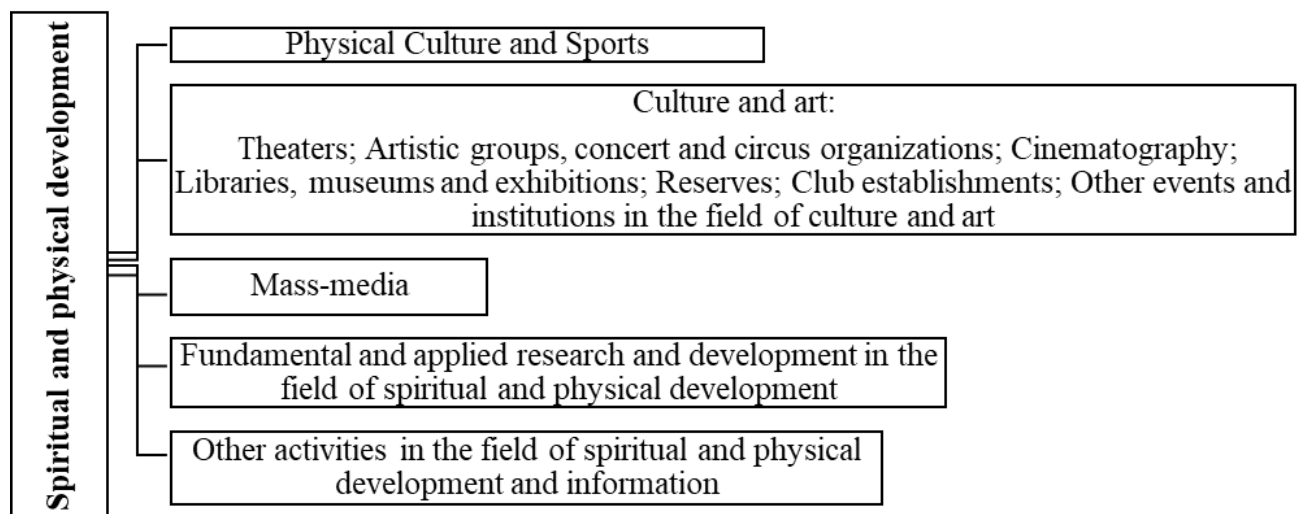 Spiritual and physical development
Physical Culture and Sports
Culture and art:
Theaters; Artistic groups, concert and circus organizations; Cinematography;
Libraries, museums and exhibitions; Reserves; Club establishments; Other events and
institutions in the field of culture and art
Mass-media
Fundamental and applied research and development in the
field of spiritual and physical development
Other activities in the field of spiritual and physical
development and information